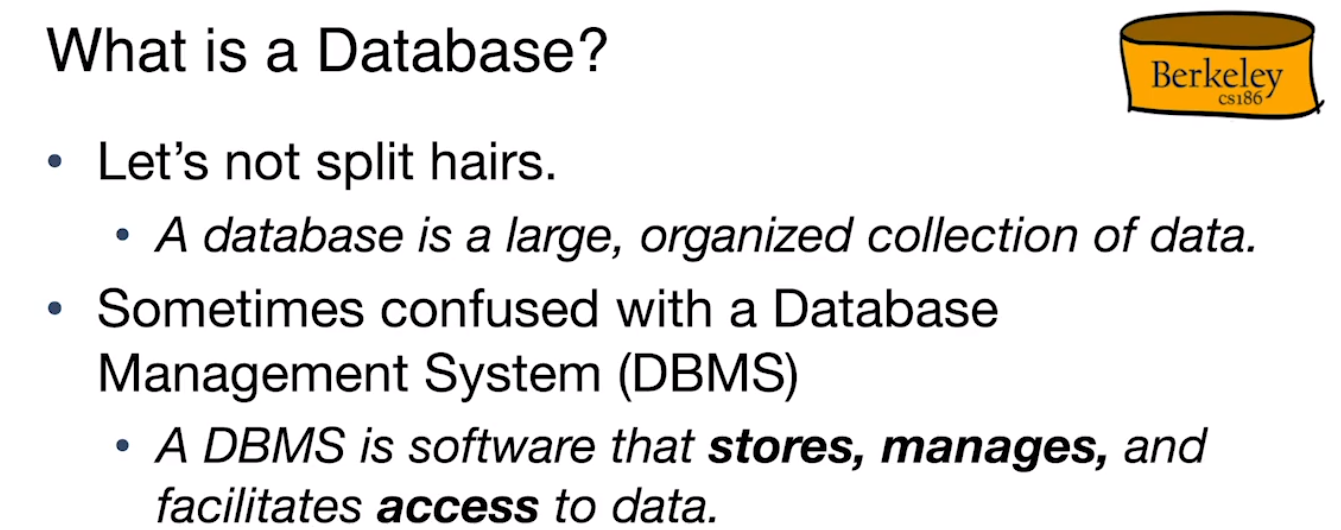 What is a Database?
Berkeley
cs186
• Let’s not split hairs.
• A database is a large, organized collection of data.
• Sometimes confused with a Database
Management System (DBMS)
• A DBMS is software that stores, manages, and
facilitates access to data.